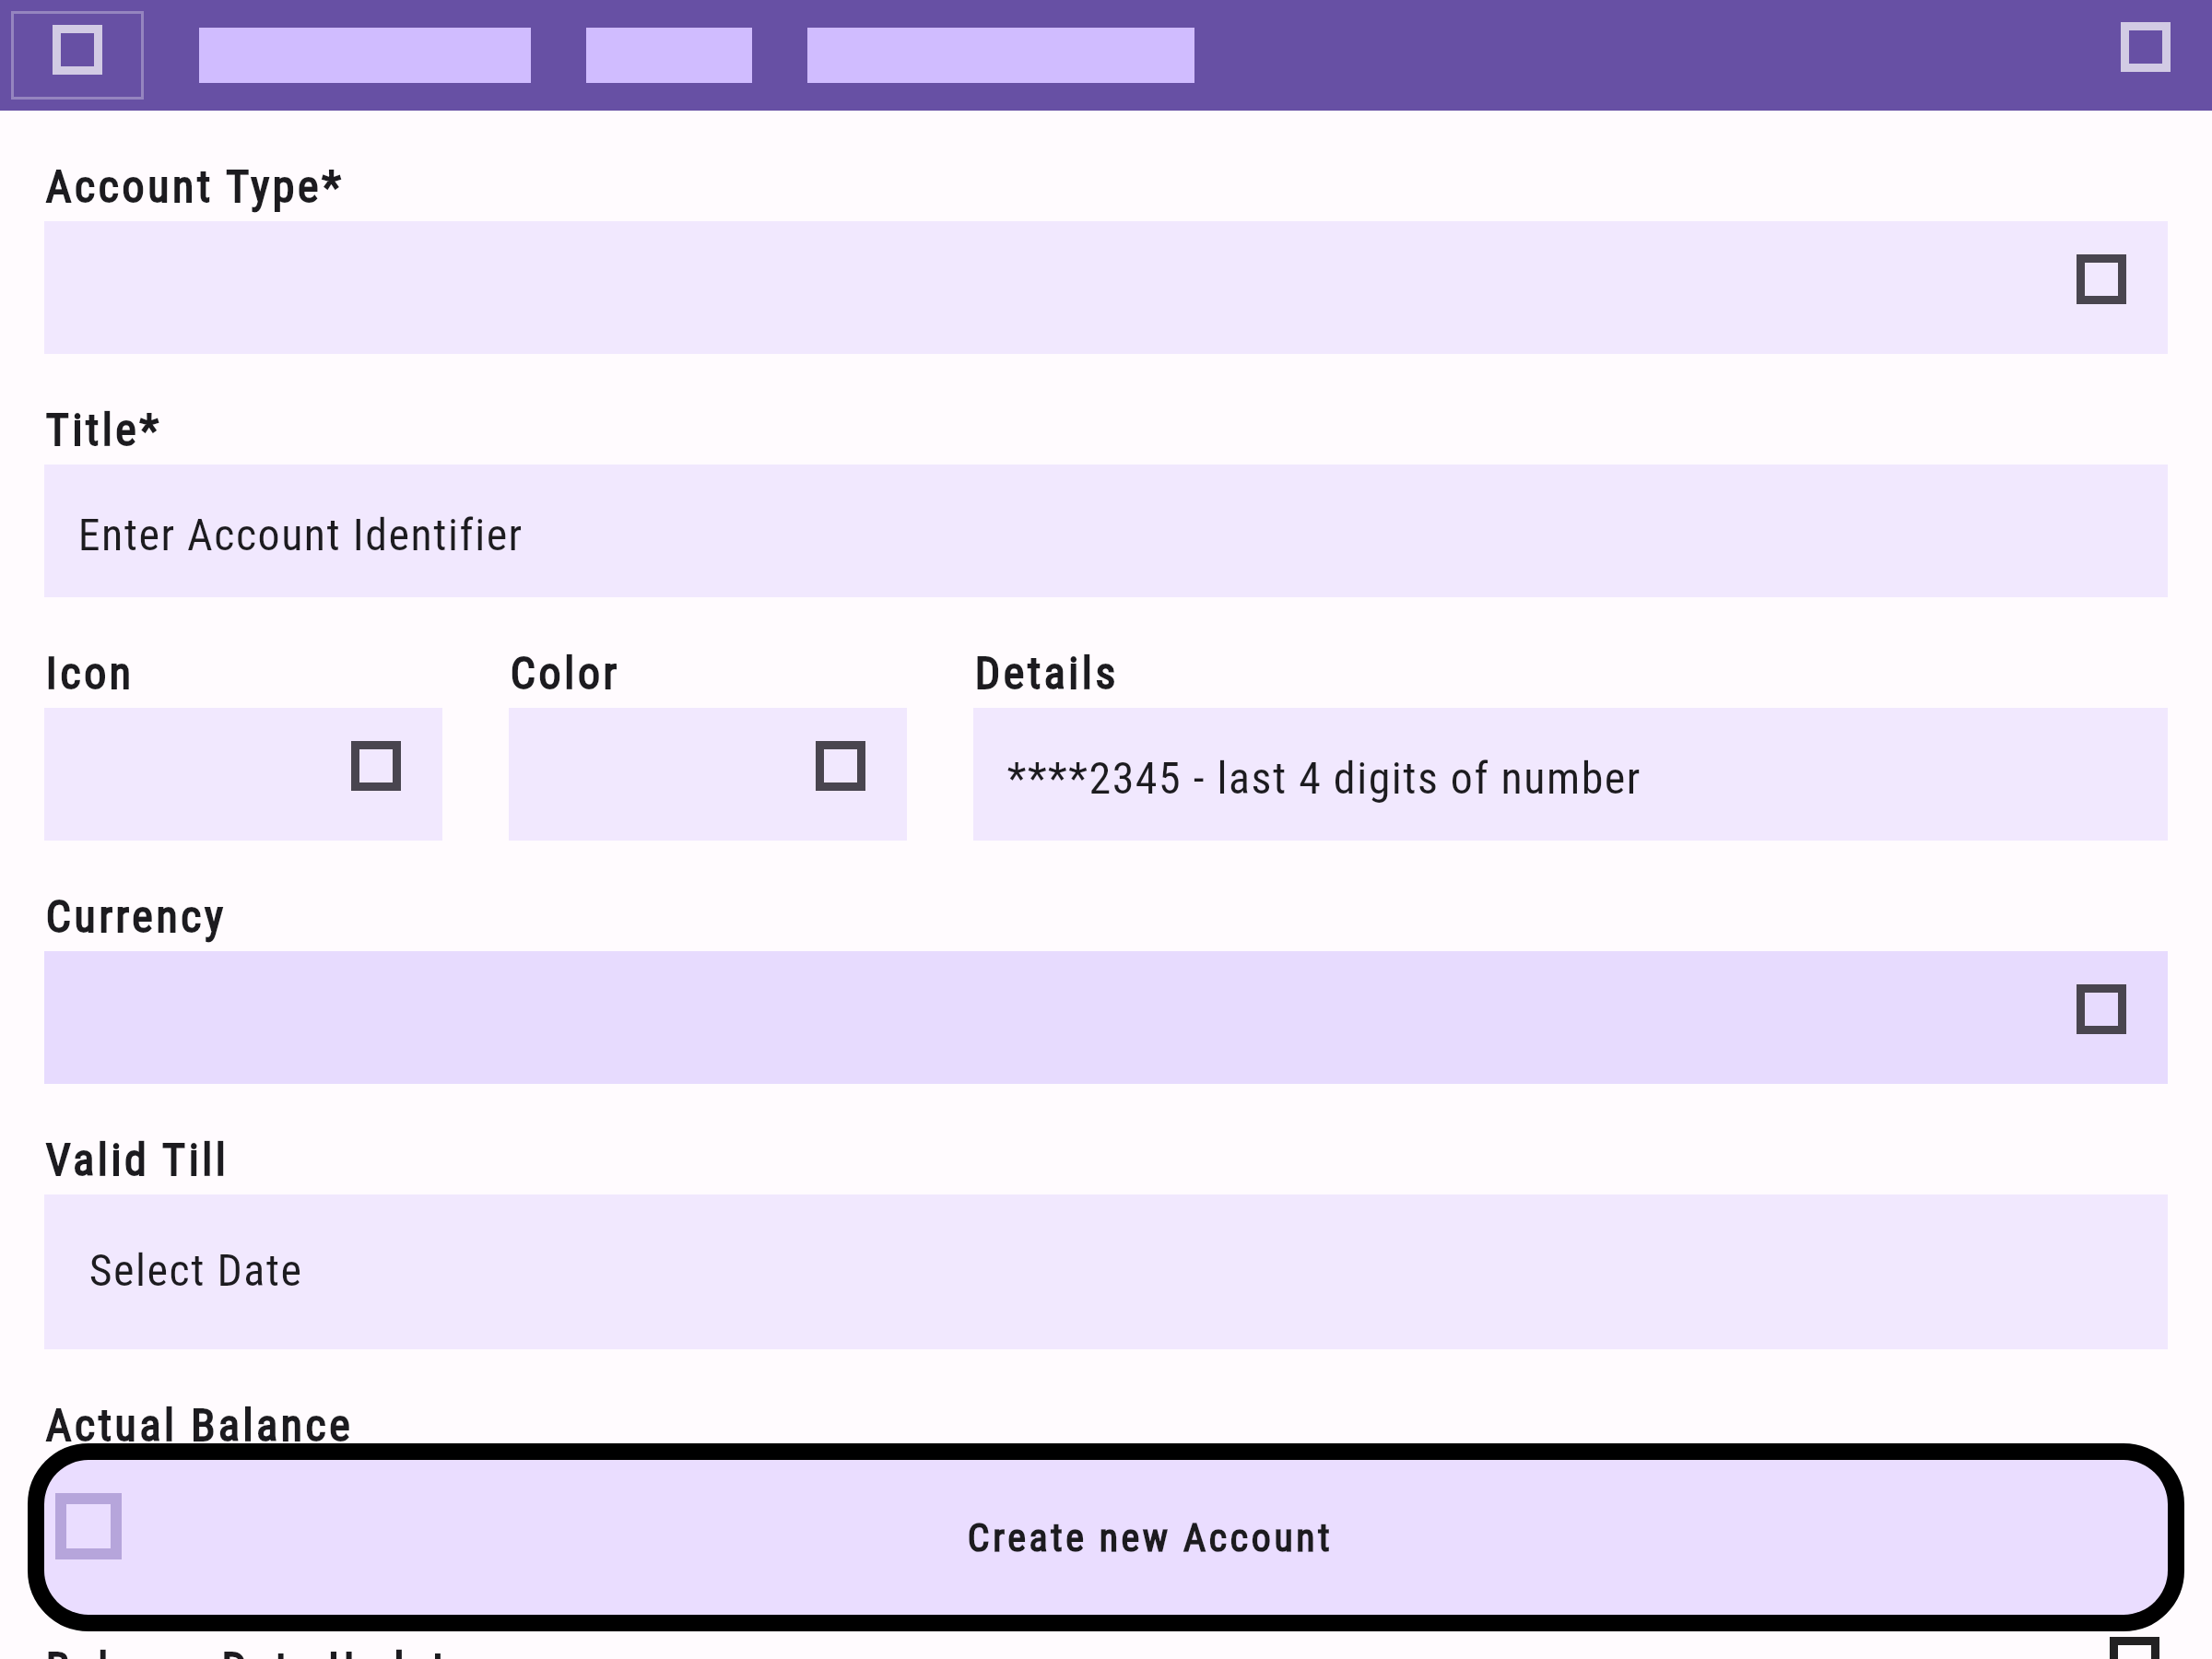 Account Type*
Title*
Enter Account Identifier
Icon Color Details
****2345 - last 4 digits of number
Currency
Valid Till
Select Date
Actual Balance
Create new Account